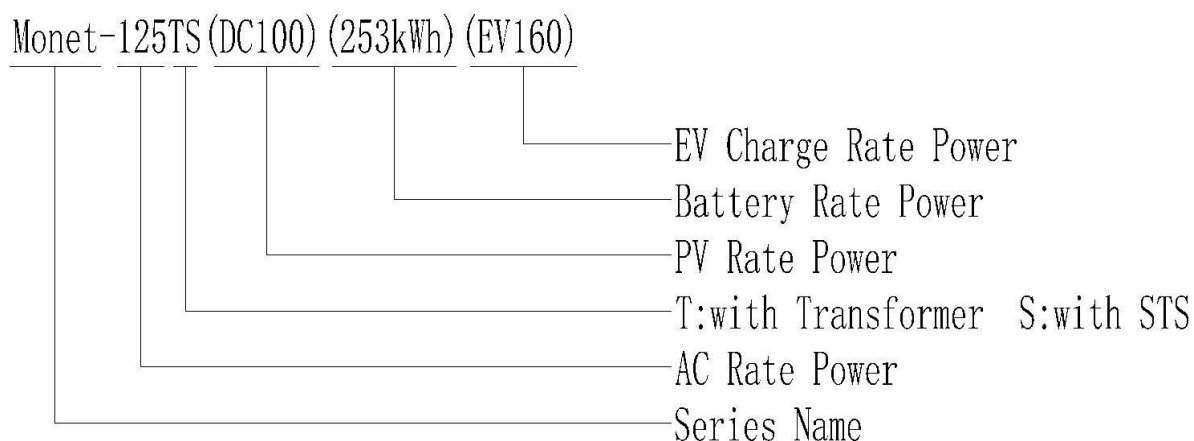 Monet-125TS(DC100)(253kWh)(EV160)
EV Charge Rate Power
Battery Rate Power
PV Rate Power
T:with Transformer  S:with STS
AC Rate Power
Series Name